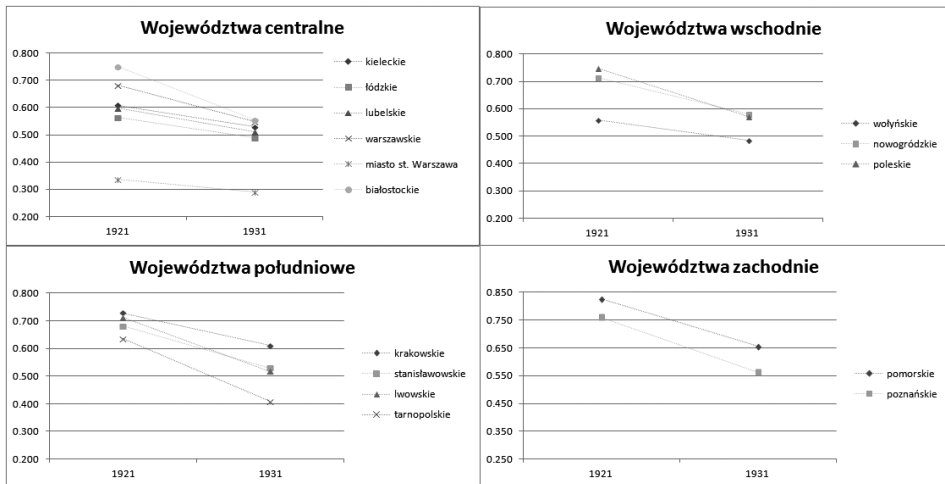 Województwa centralne
0.800
0.700
0.600
0.500
0.400
0.300
0.200
1921
1931
kieleckie
łódzkie
lubelskie
warszawskie
miasto st. Warszawa
białostockie
Województwa wschodnie
0.800
0.700
0.600
0.500
0.400
0.300
0.200
1921
1931
wołyńskie
nowogródzkie
poleskie
Województwa południowe
0.800
0.700
0.600
0.500
0.400
0.300
0.200
1921
1931
krakowskie
stanisławowskie
lwowskie
tarnopolskie
Województwa zachodnie
0.850
0.750
0.650
0.550
0.450
0.350
0.250
1921
1931
pomorskie
poznańskie